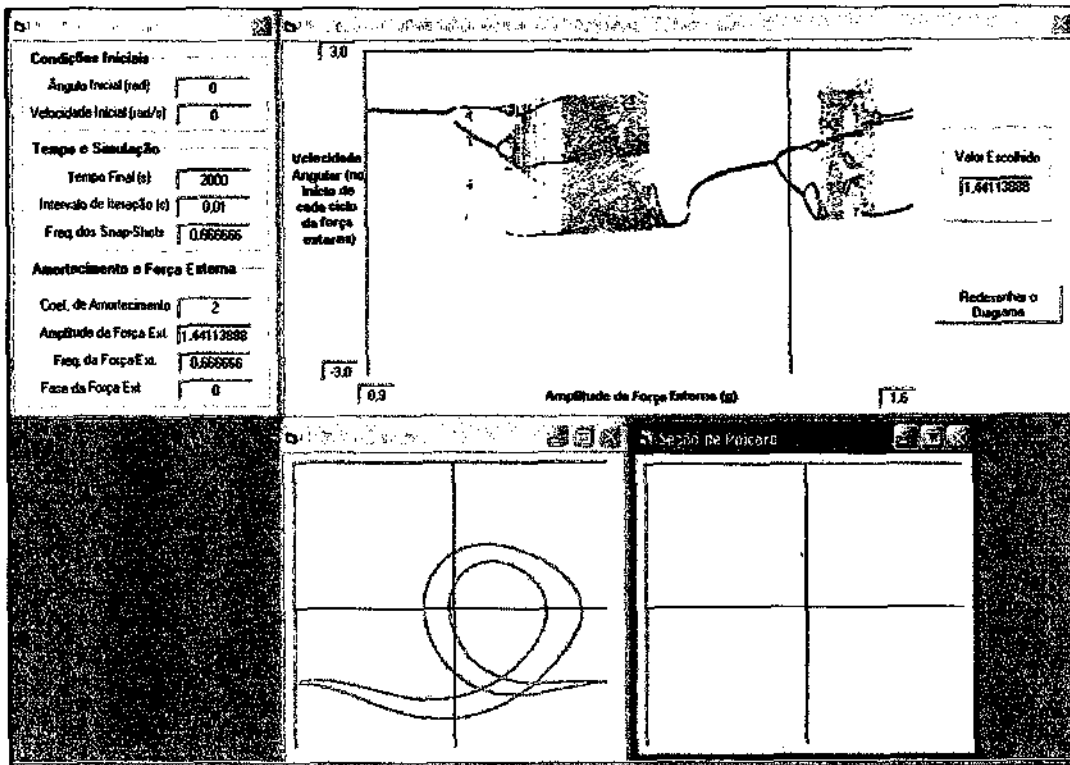 Condições Iniciais
Ângulo Inicial (rad) 0
Velocidade Inicial (rad/s) 0
Tempo e Simulação
Tempo Final (s) 2000
Intervalo de Iteração (s) 0,01
Freq. dos Snap-Shots 0.666666
Amortecimento e Força Externa
Coef. de Amortecimento 2
Amplitude da Força Ext. 1.44113888
Freq. da Força Ext. 0.666666
Fase da Força Ext 0
3,0
Velocidade
Angular (no
Início de
cada ciclo
da força
externa)
-3.0
0,9
Amplitude da Força Externa (g)
1,6
Valor Escolhido
1.44113888
Redesenhar o
Diagrama
Seção de Poicaré